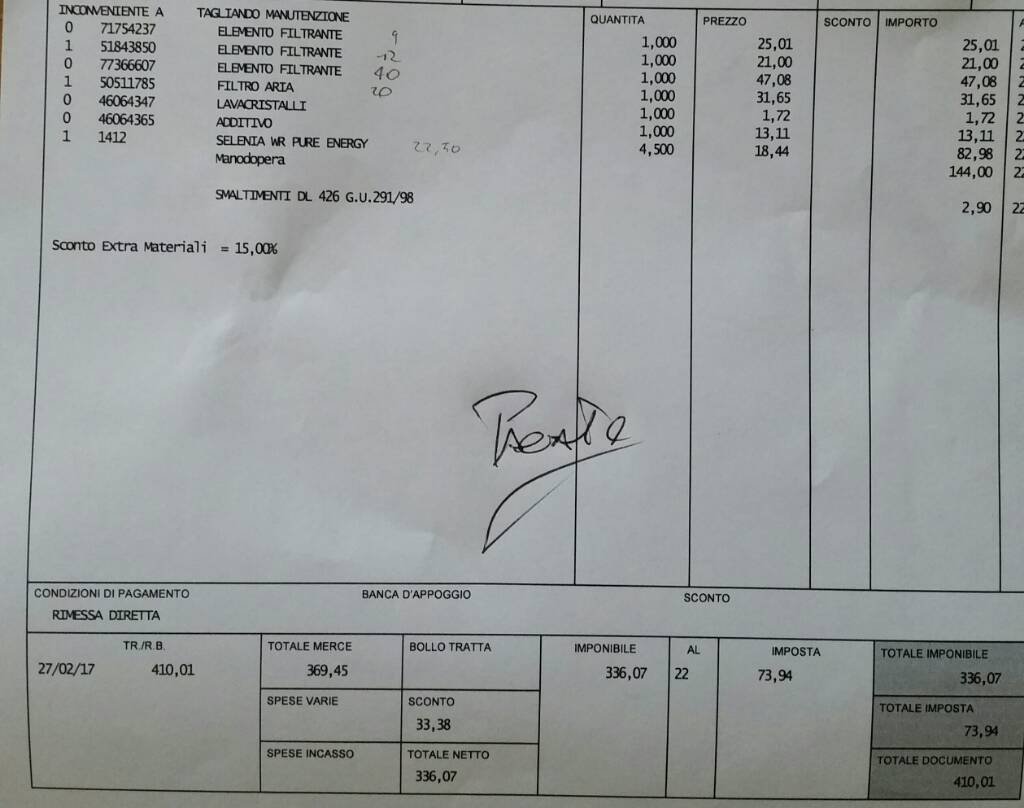 INCONVENIENTE A TAGLIANDO MANUTENZIONE
QUANTITA PREZZO SCONTO IMPORTO
0 71754237 ELEMENTO FILTRANTE 9 1,000 25,01 25,01
1 51843850 ELEMENTO FILTRANTE 12 1,000 21,00 21,00
0 77366607 ELEMENTO FILTRANTE 40 1,000 47,08 47,08
1 50511785 FILTRO ARIA 20 1,000 31,65 31,65
0 46064347 LAVACRISTALLI 1,000 1,72 1,72
0 46064365 ADDITIVO 1,000 13,11 13,11
1 1412 SELENIA WR PURE ENERGY 22,50 4,500 18,44 82,98
Manodopera 144,00
SMALTIMENTI DL 426 G.U.291/98 2,90
Sconto Extra Materiali = 15,00%
CONDIZIONI DI PAGAMENTO BANCA D'APPOGGIO SCONTO
RIMESSA DIRETTA
TR./R.B. TOTALE MERCE BOLLO TRATTA IMPONIBILE AL IMPOSTA TOTALE IMPONIBILE
27/02/17 410,01 369,45 336,07 22 73,94 336,07
SPESE VARIE SCONTO TOTALE IMPOSTA
33,38 73,94
SPESE INCASSO TOTALE NETTO TOTALE DOCUMENTO
336,07 410,01